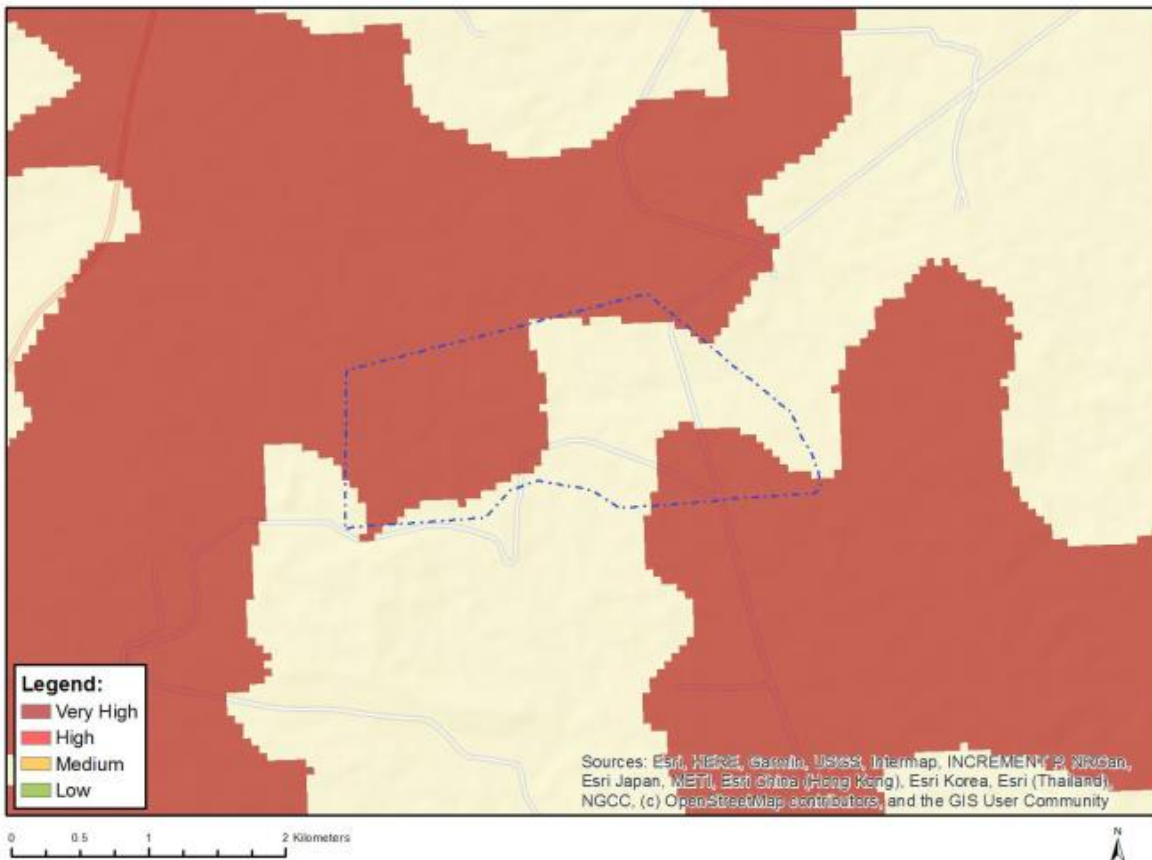 Legend:
Very High
High
Medium
Low
Sources: Esri, HERE, Garmin, USGS, Intermap, INCREMENT P, NRCan,
Esri Japan, METI, Esri China (Hong Kong), Esri Korea, Esri (Thailand),
NGCC, (c) OpenStreetMap contributors, and the GIS User Community
0 0.5 1 2 Kilometers
N